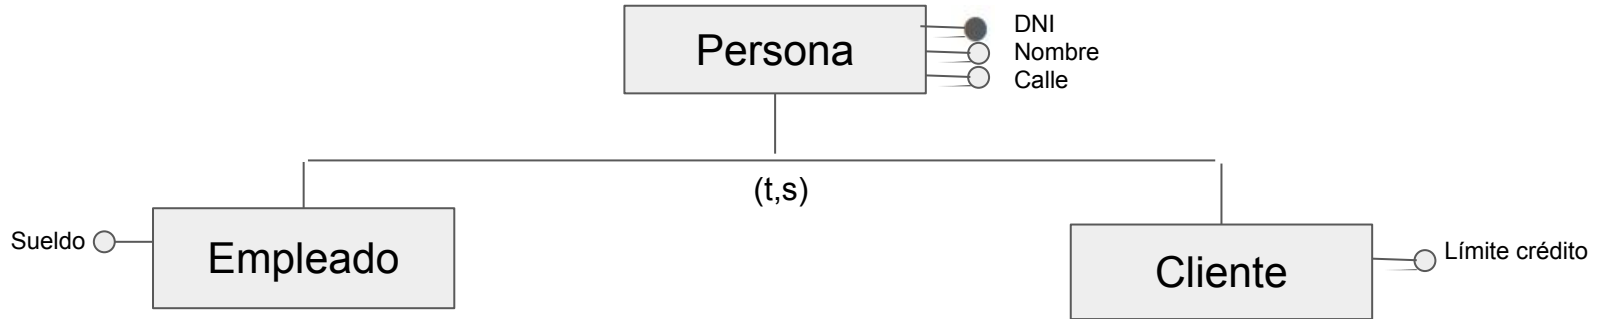 Persona
DNI
Nombre
Calle
(t,s)
Sueldo
Empleado
Cliente
Límite crédito